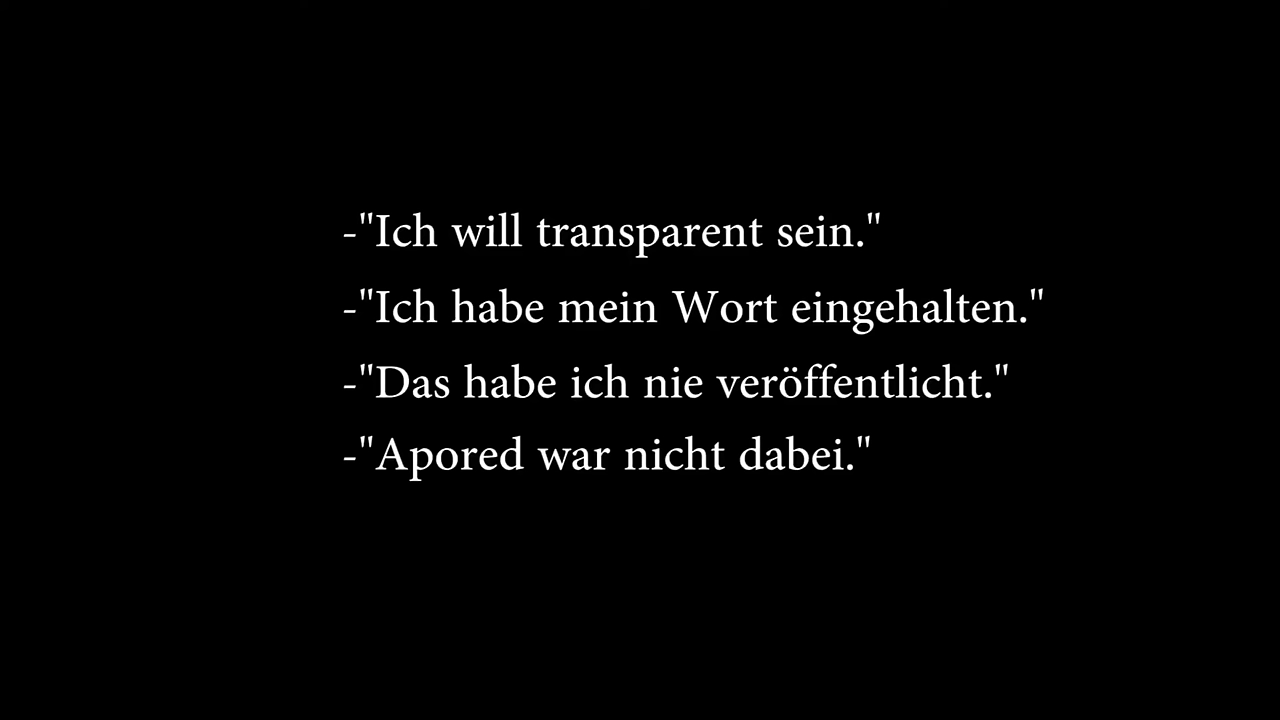 -"Ich will transparent sein."
-"Ich habe mein Wort eingehalten."
-"Das habe ich nie veröffentlicht."
-"Apored war nicht dabei."